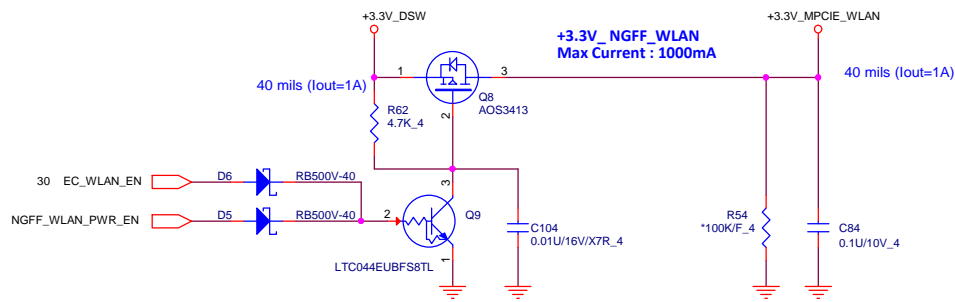 +3.3V_DSW
+3.3V_MPCIE_WLAN
+3.3V_ NGFF_WLAN
Max Current : 1000mA
1
3
40 mils (Iout=1A)
40 mils (Iout=1A)
Q8
AOS3413
R62
4.7K_4
2
30 EC_WLAN_EN
D6
RB500V-40
3
NGFF_WLAN_PWR_EN
D5
RB500V-40
2
Q9
C104
0.01U/16V/X7R_4
R54
*100K/F_4
C84
0.1U/10V_4
LTC044EUBFS8TL
1